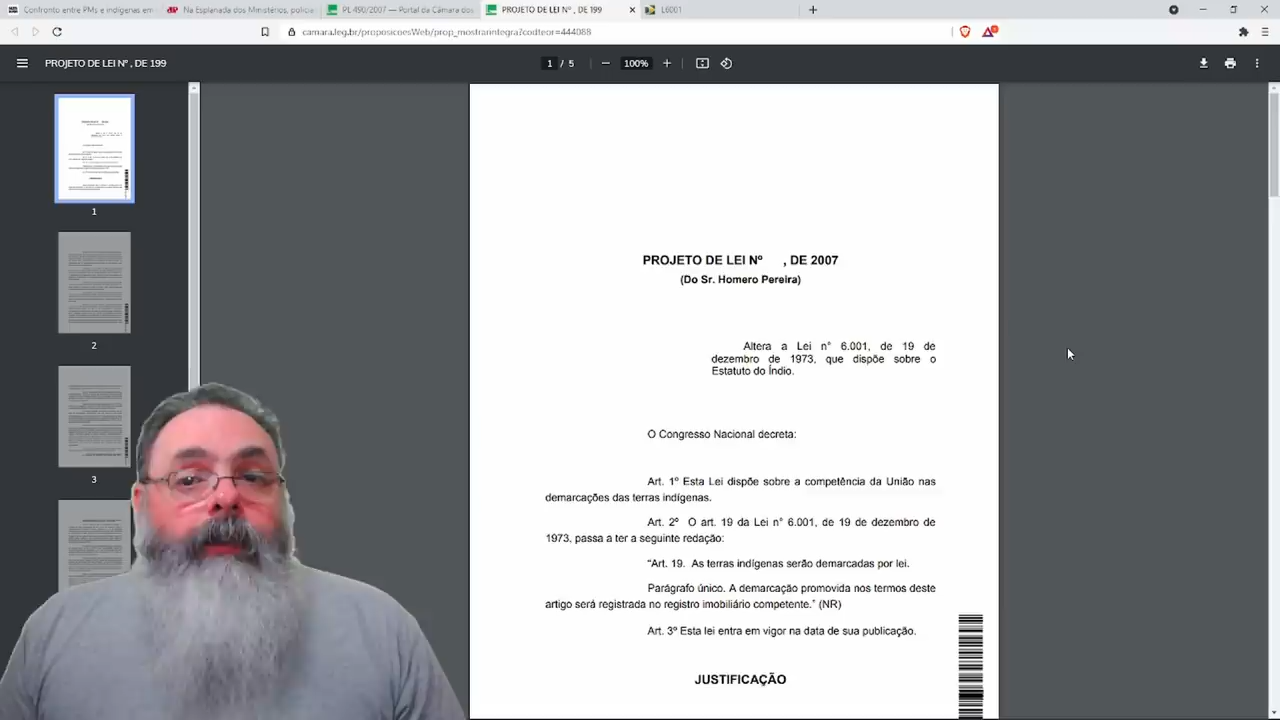 Confronto entre PMs e indígenas em
Na Esplanada dos Ministérios, polícia
PL 490/2007 — Portal da Câmara dos
PROJETO DE LEI Nº , DE 199
L6001
camara.leg.br/proposicoesWeb/prop_mostrarintegra?codteor=444088
PROJETO DE LEI Nº , DE 199
1 / 5
100%
1
2
3
PROJETO DE LEI Nº , DE 2007
(Do Sr. Homero Pereira)
Altera a Lei n° 6.001, de 19 de
dezembro de 1973, que dispõe sobre o
Estatuto do Índio.
O Congresso Nacional decreta:
Art. 1º Esta Lei dispõe sobre a competência da União nas
demarcações das terras indígenas.
Art. 2º O art. 19 da Lei n° 6.001, de 19 de dezembro de
1973, passa a ter a seguinte redação:
“Art. 19. As terras indígenas serão demarcadas por lei.
Parágrafo único. A demarcação promovida nos termos deste
artigo será registrada no registro imobiliário competente.” (NR)
Art. 3º Esta lei entra em vigor na data de sua publicação.
JUSTIFICAÇÃO